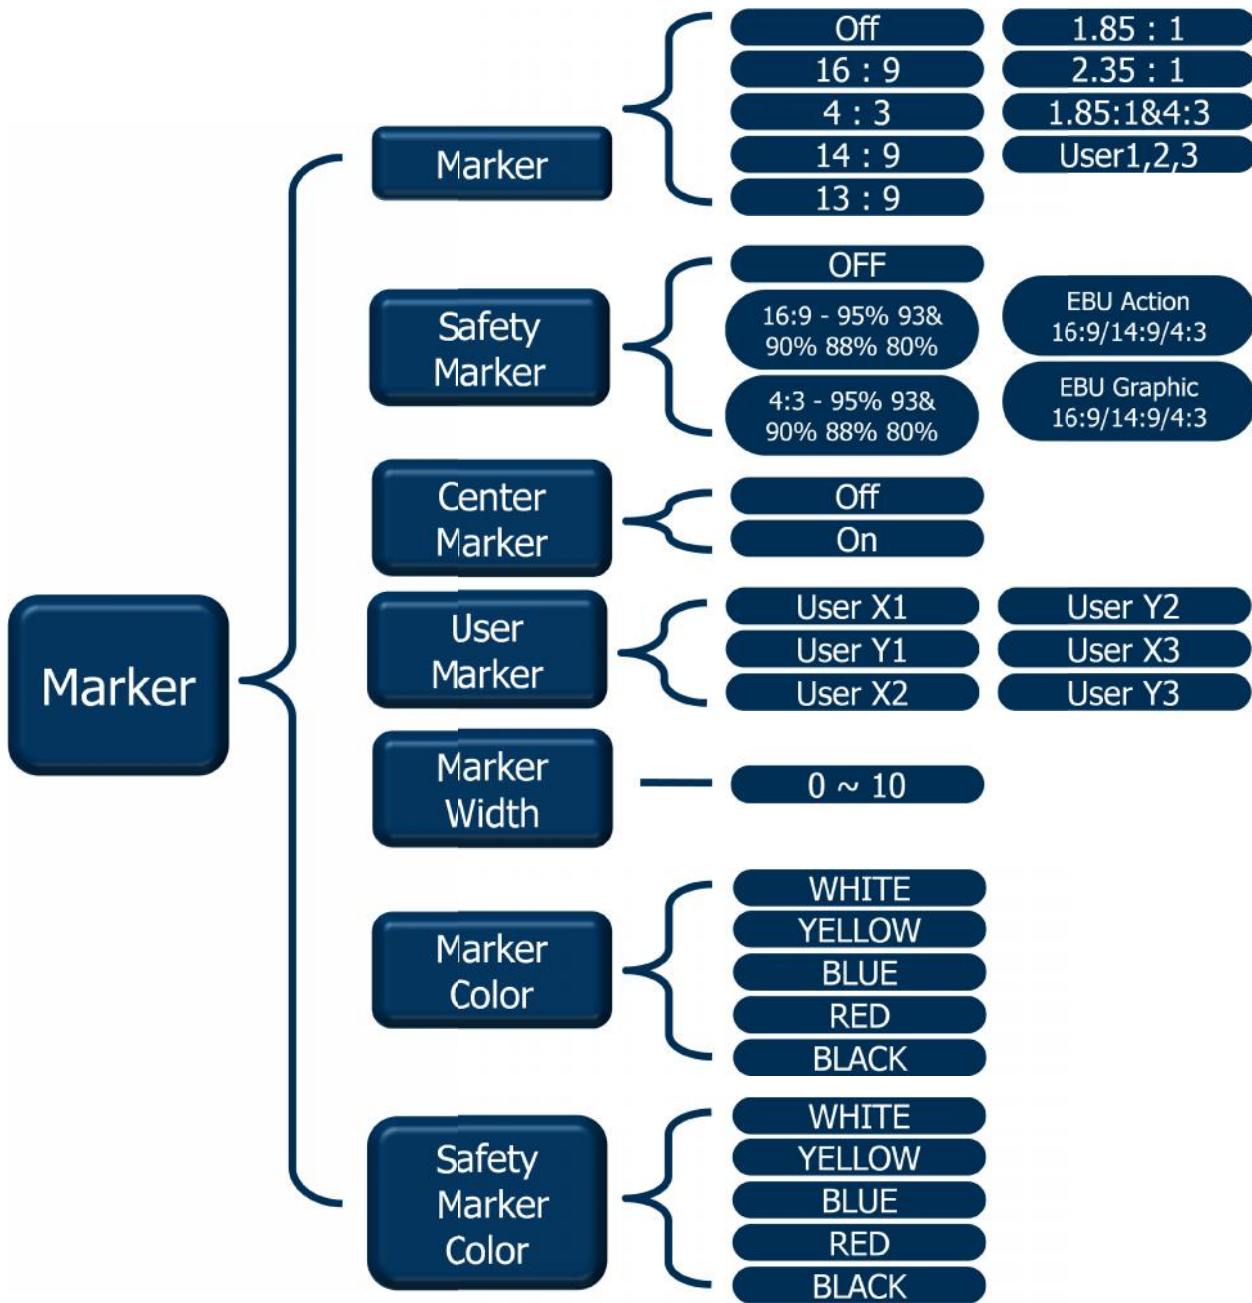 Marker
Marker
Off
16 : 9
4 : 3
14 : 9
13 : 9
1.85 : 1
2.35 : 1
1.85:1&4:3
User1,2,3
Safety
Marker
OFF
16:9 - 95% 93&
90% 88% 80%
4:3 - 95% 93&
90% 88% 80%
EBU Action
16:9/14:9/4:3
EBU Graphic
16:9/14:9/4:3
Center
Marker
Off
On
User
Marker
User X1
User Y1
User X2
User Y2
User X3
User Y3
Marker
Width
0 ~ 10
Marker
Color
WHITE
YELLOW
BLUE
RED
BLACK
Safety
Marker
Color
WHITE
YELLOW
BLUE
RED
BLACK